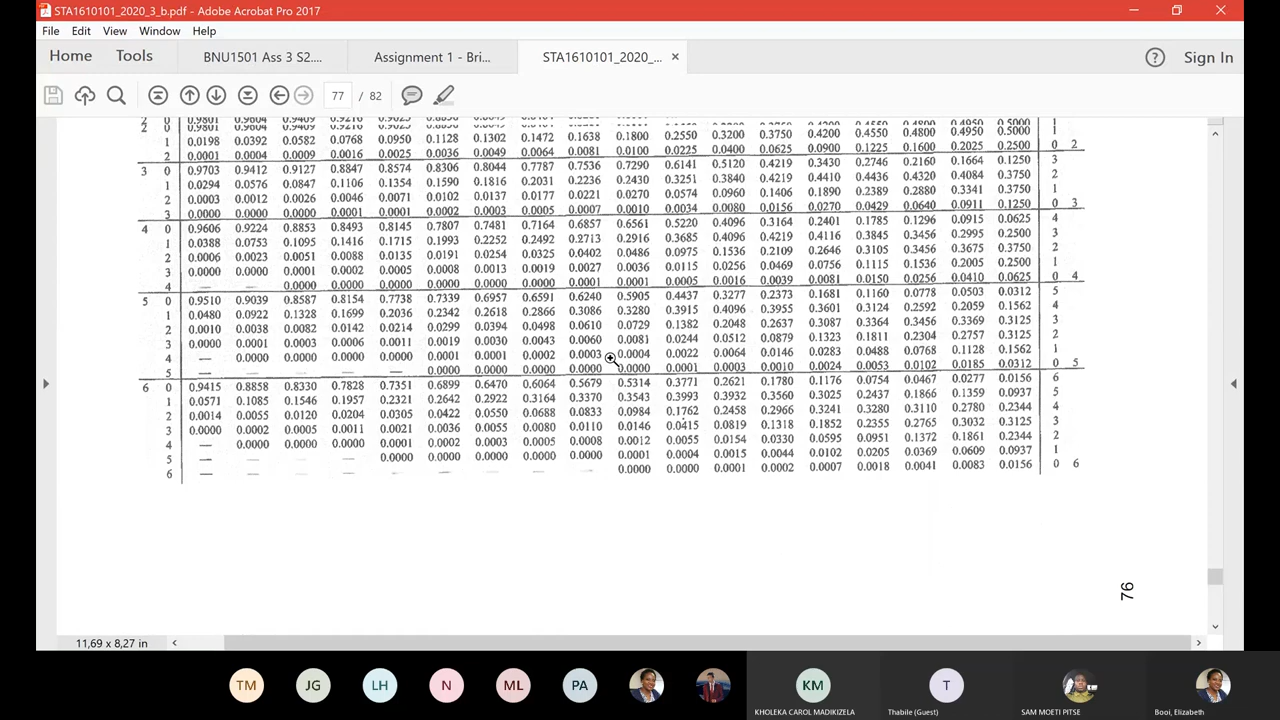 STA1610101_2020_3_b.pdf - Adobe Acrobat Pro 2017
File Edit View Window Help
Home Tools BNU1501 Ass 3 S2.... Assignment 1 - Bri... STA1610101_2020_... × ? Sign In
77 / 82
2 0 0.9801 0.9604 0.9409 0.4550 0.4800 0.4950 0.5000 1
1 0.0198 0.0392 0.0582 0.0768 0.0950 0.1128 0.1302 0.1472 0.1638 0.1800 0.2550 0.3200 0.3750 0.4200 0.4550 0.4800 0.4950 0.5000 1
2 0.0001 0.0004 0.0009 0.0016 0.0025 0.0036 0.0049 0.0064 0.0081 0.0100 0.0225 0.0400 0.0625 0.0900 0.1225 0.1600 0.2025 0.2500 0 2
3 0 0.9703 0.9412 0.9127 0.8847 0.8574 0.8306 0.8044 0.7787 0.7536 0.7290 0.6141 0.5120 0.4219 0.3430 0.2746 0.2160 0.1664 0.1250 3
1 0.0294 0.0576 0.0847 0.1106 0.1354 0.1590 0.1816 0.2031 0.2236 0.2430 0.3251 0.3840 0.4219 0.4410 0.4436 0.4320 0.4084 0.3750 2
2 0.0003 0.0012 0.0026 0.0046 0.0071 0.0102 0.0137 0.0177 0.0221 0.0270 0.0574 0.0960 0.1406 0.1890 0.2389 0.2880 0.3341 0.3750 1
3 0.0000 0.0000 0.0000 0.0001 0.0001 0.0002 0.0003 0.0005 0.0007 0.0010 0.0034 0.0080 0.0156 0.0270 0.0429 0.0640 0.0911 0.1250 0 3
4 0 0.9606 0.9224 0.8853 0.8493 0.8145 0.7807 0.7481 0.7164 0.6857 0.6561 0.5220 0.4096 0.3164 0.2401 0.1785 0.1296 0.0915 0.0625 4
1 0.0388 0.0753 0.1095 0.1416 0.1715 0.1993 0.2252 0.2492 0.2713 0.2916 0.3685 0.4096 0.4219 0.4116 0.3845 0.3456 0.2995 0.2500 3
2 0.0006 0.0023 0.0051 0.0088 0.0135 0.0191 0.0254 0.0325 0.0402 0.0486 0.0975 0.1536 0.2109 0.2646 0.3105 0.3456 0.3675 0.3750 2
3 0.0000 0.0000 0.0001 0.0002 0.0005 0.0008 0.0013 0.0019 0.0027 0.0036 0.0115 0.0256 0.0469 0.0756 0.1115 0.1536 0.2005 0.2500 1
4 — — 0.0000 0.0000 0.0000 0.0000 0.0000 0.0000 0.0001 0.0001 0.0005 0.0016 0.0039 0.0081 0.0150 0.0256 0.0410 0.0625 0 4
5 0 0.9510 0.9039 0.8587 0.8154 0.7738 0.7339 0.6957 0.6591 0.6240 0.5905 0.4437 0.3277 0.2373 0.1681 0.1160 0.0778 0.0503 0.0312 5
1 0.0480 0.0922 0.1328 0.1699 0.2036 0.2342 0.2618 0.2866 0.3086 0.3280 0.3915 0.4096 0.3955 0.3601 0.3124 0.2592 0.2059 0.1562 4
2 0.0010 0.0038 0.0082 0.0142 0.0214 0.0299 0.0394 0.0498 0.0610 0.0729 0.1382 0.2048 0.2637 0.3087 0.3364 0.3456 0.3369 0.3125 3
3 0.0000 0.0001 0.0003 0.0006 0.0011 0.0019 0.0030 0.0043 0.0060 0.0081 0.0244 0.0512 0.0879 0.1323 0.1811 0.2304 0.2757 0.3125 2
4 — 0.0000 0.0000 0.0000 0.0000 0.0001 0.0001 0.0002 0.0003 0.0004 0.0022 0.0064 0.0146 0.0283 0.0488 0.0768 0.1128 0.1562 1
5 — — — — — 0.0000 0.0000 0.0000 0.0000 0.0000 0.0001 0.0003 0.0010 0.0024 0.0053 0.0102 0.0185 0.0312 0 5
6 0 0.9415 0.8858 0.8330 0.7828 0.7351 0.6899 0.6470 0.6064 0.5679 0.5314 0.3771 0.2621 0.1780 0.1176 0.0754 0.0467 0.0277 0.0156 6
1 0.0571 0.1085 0.1546 0.1957 0.2321 0.2642 0.2922 0.3164 0.3370 0.3543 0.3993 0.3932 0.3560 0.3025 0.2437 0.1866 0.1359 0.0937 5
2 0.0014 0.0055 0.0120 0.0204 0.0305 0.0422 0.0550 0.0688 0.0833 0.0984 0.1762 0.2458 0.2966 0.3241 0.3280 0.3110 0.2780 0.2344 4
3 0.0000 0.0002 0.0005 0.0011 0.0021 0.0036 0.0055 0.0080 0.0110 0.0146 0.0415 0.0819 0.1318 0.1852 0.2355 0.2765 0.3032 0.3125 3
4 — 0.0000 0.0000 0.0000 0.0001 0.0002 0.0003 0.0005 0.0008 0.0012 0.0055 0.0154 0.0330 0.0595 0.0951 0.1372 0.1861 0.2344 2
5 — — — — 0.0000 0.0000 0.0000 0.0000 0.0000 0.0001 0.0004 0.0015 0.0044 0.0102 0.0205 0.0369 0.0609 0.0937 1
6 — — — — — — — — — 0.0000 0.0000 0.0001 0.0002 0.0007 0.0018 0.0041 0.0083 0.0156 0 6
76
11,69 x 8,27 in
TM JG LH N ML PA KM T
KHOLEKA CAROL MADIKIZELA Thabile (Guest) SAM MOETI PITSE Booi, Elizabeth